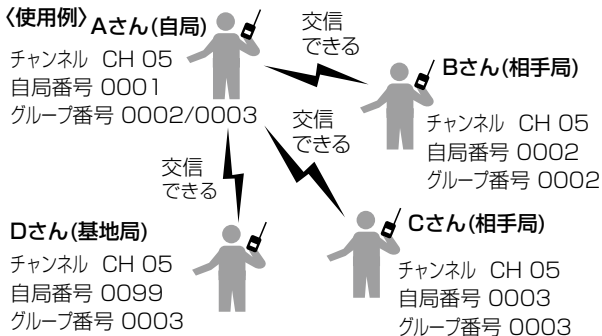 〈使用例〉
Aさん(自局)
チャンネル CH 05
自局番号 0001
グループ番号 0002/0003
交信
できる
Bさん(相手局)
チャンネル CH 05
自局番号 0002
グループ番号 0002
交信
できる
交信
できる
Dさん(基地局)
チャンネル CH 05
自局番号 0099
グループ番号 0003
Cさん(相手局)
チャンネル CH 05
自局番号 0003
グループ番号 0003